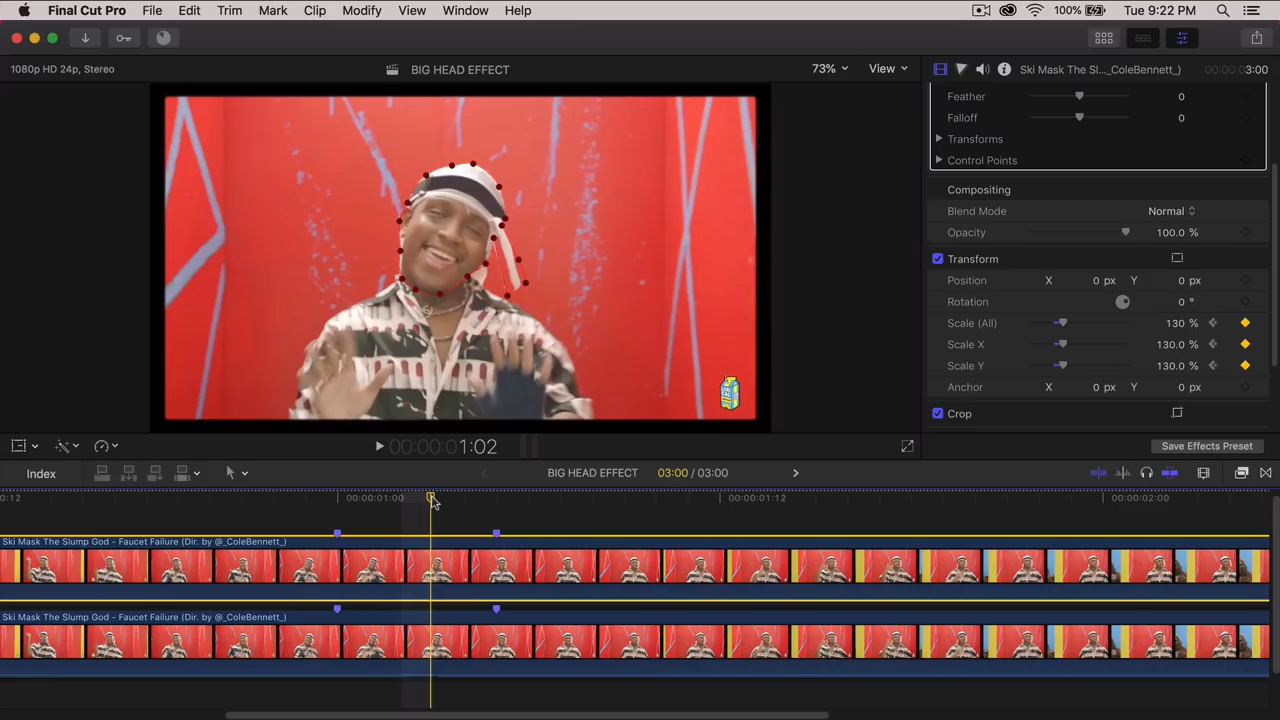 Final Cut Pro File Edit Trim Mark Clip Modify View Window Help 100% Tue 9:22 PM
1080p HD 24p, Stereo BIG HEAD EFFECT 73% View Ski Mask The Sl..._ColeBennett_) 00:00:03:00
Feather 0
Falloff 0
Transforms
Control Points
Compositing
Blend Mode Normal
Opacity 100.0 %
Transform
Position X 0 px Y 0 px
Rotation 0 °
Scale (All) 130 %
Scale X 130.0 %
Scale Y 130.0 %
Anchor X 0 px Y 0 px
Crop
00:00:01:02 Save Effects Preset
Index BIG HEAD EFFECT 03:00 / 03:00
0:12 00:00:01:00 00:00:01:12 00:00:02:00
Ski Mask The Slump God - Faucet Failure (Dir. by @_ColeBennett_)
Ski Mask The Slump God - Faucet Failure (Dir. by @_ColeBennett_)